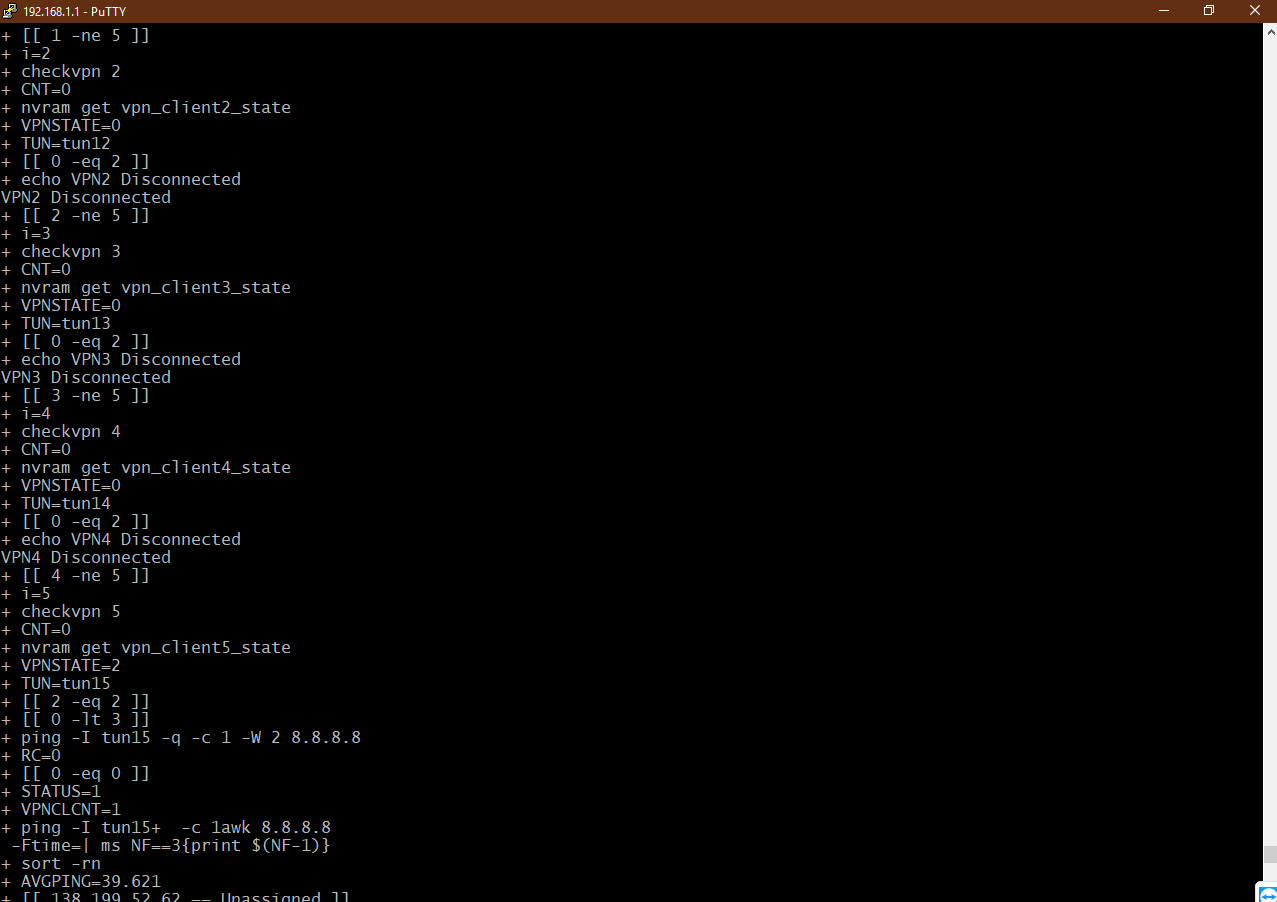 192.168.1.1 - PuTTY
+ [[ 1 -ne 5 ]]
+ i=2
+ checkvpn 2
+ CNT=0
+ nvram get vpn_client2_state
+ VPNSTATE=0
+ TUN=tun12
+ [[ 0 -eq 2 ]]
+ echo VPN2 Disconnected
VPN2 Disconnected
+ [[ 2 -ne 5 ]]
+ i=3
+ checkvpn 3
+ CNT=0
+ nvram get vpn_client3_state
+ VPNSTATE=0
+ TUN=tun13
+ [[ 0 -eq 2 ]]
+ echo VPN3 Disconnected
VPN3 Disconnected
+ [[ 3 -ne 5 ]]
+ i=4
+ checkvpn 4
+ CNT=0
+ nvram get vpn_client4_state
+ VPNSTATE=0
+ TUN=tun14
+ [[ 0 -eq 2 ]]
+ echo VPN4 Disconnected
VPN4 Disconnected
+ [[ 4 -ne 5 ]]
+ i=5
+ checkvpn 5
+ CNT=0
+ nvram get vpn_client5_state
+ VPNSTATE=2
+ TUN=tun15
+ [[ 2 -eq 2 ]]
+ [[ 0 -lt 3 ]]
+ ping -I tun15 -q -c 1 -W 2 8.8.8.8
+ RC=0
+ [[ 0 -eq 0 ]]
+ STATUS=1
+ VPNCLCNT=1
+ ping -I tun15+  -c 1awk 8.8.8.8
 -Ftime=| ms NF==3{print $(NF-1)}
+ sort -rn
+ AVGPING=39.621
+ [[ 138.199.52.62 == Unassigned ]]